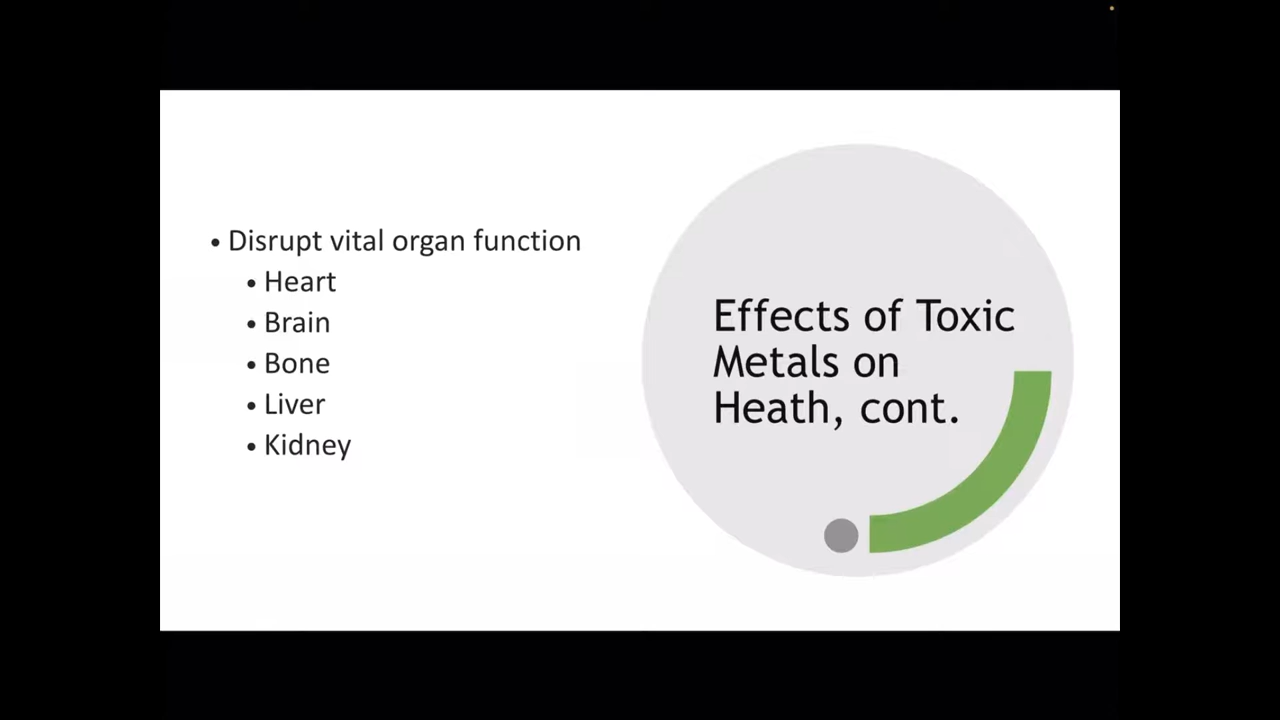 • Disrupt vital organ function
• Heart
• Brain
• Bone
• Liver
• Kidney
Effects of Toxic
Metals on
Heath, cont.